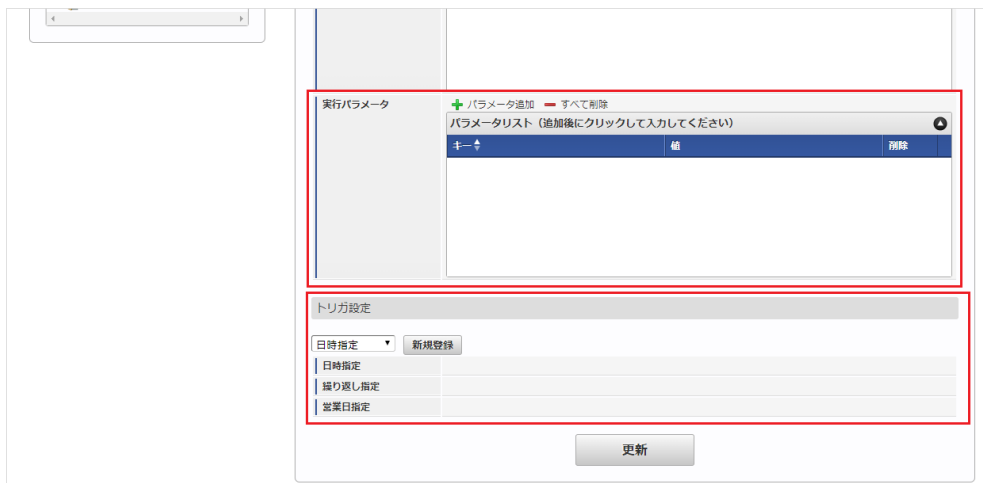 実行パラメータ
パラメータ追加 すべて削除
パラメータリスト（追加後にクリックして入力してください）
キー 値 削除
トリガ設定
日時指定 新規登録
日時指定
繰り返し指定
営業日指定
更新